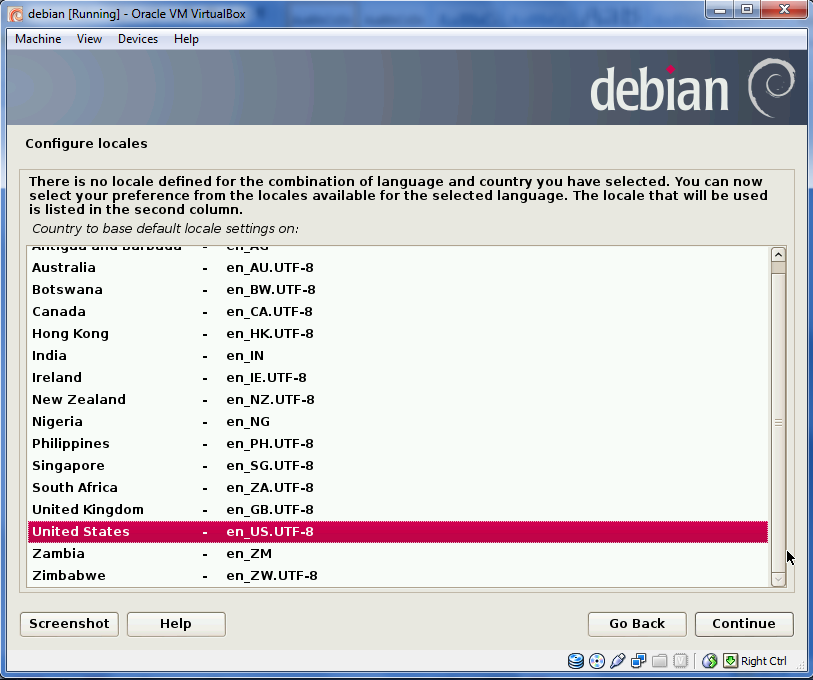 debian [Running] - Oracle VM VirtualBox
Machine View Devices Help
debian
Configure locales
There is no locale defined for the combination of language and country you have selected. You can now
select your preference from the locales available for the selected language. The locale that will be used
is listed in the second column.
Country to base default locale settings on:
Antigua and Barbuda - en_AG
Australia - en_AU.UTF-8
Botswana - en_BW.UTF-8
Canada - en_CA.UTF-8
Hong Kong - en_HK.UTF-8
India - en_IN
Ireland - en_IE.UTF-8
New Zealand - en_NZ.UTF-8
Nigeria - en_NG
Philippines - en_PH.UTF-8
Singapore - en_SG.UTF-8
South Africa - en_ZA.UTF-8
United Kingdom - en_GB.UTF-8
United States - en_US.UTF-8
Zambia - en_ZM
Zimbabwe - en_ZW.UTF-8
Screenshot Help Go Back Continue
Right Ctrl